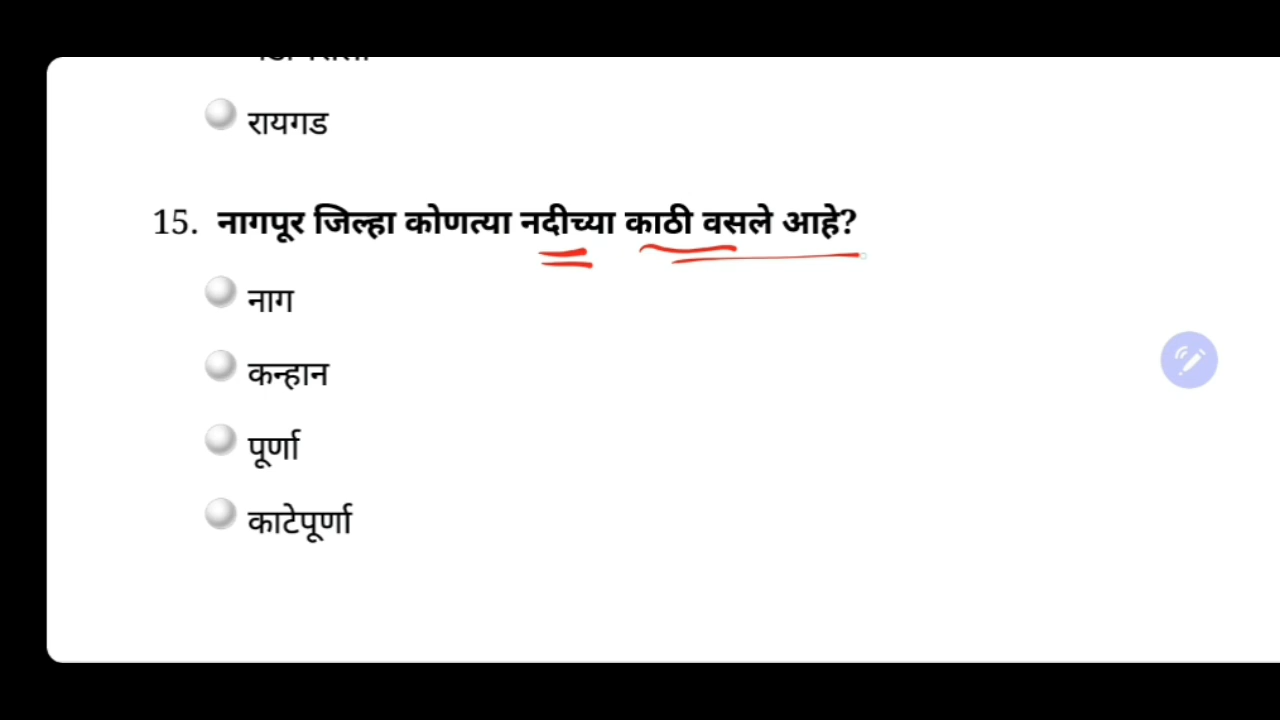 रायगड
15. नागपूर जिल्हा कोणत्या नदीच्या काठी वसले आहे?
नाग
कन्हान
पूर्णा
काटेपूर्णा